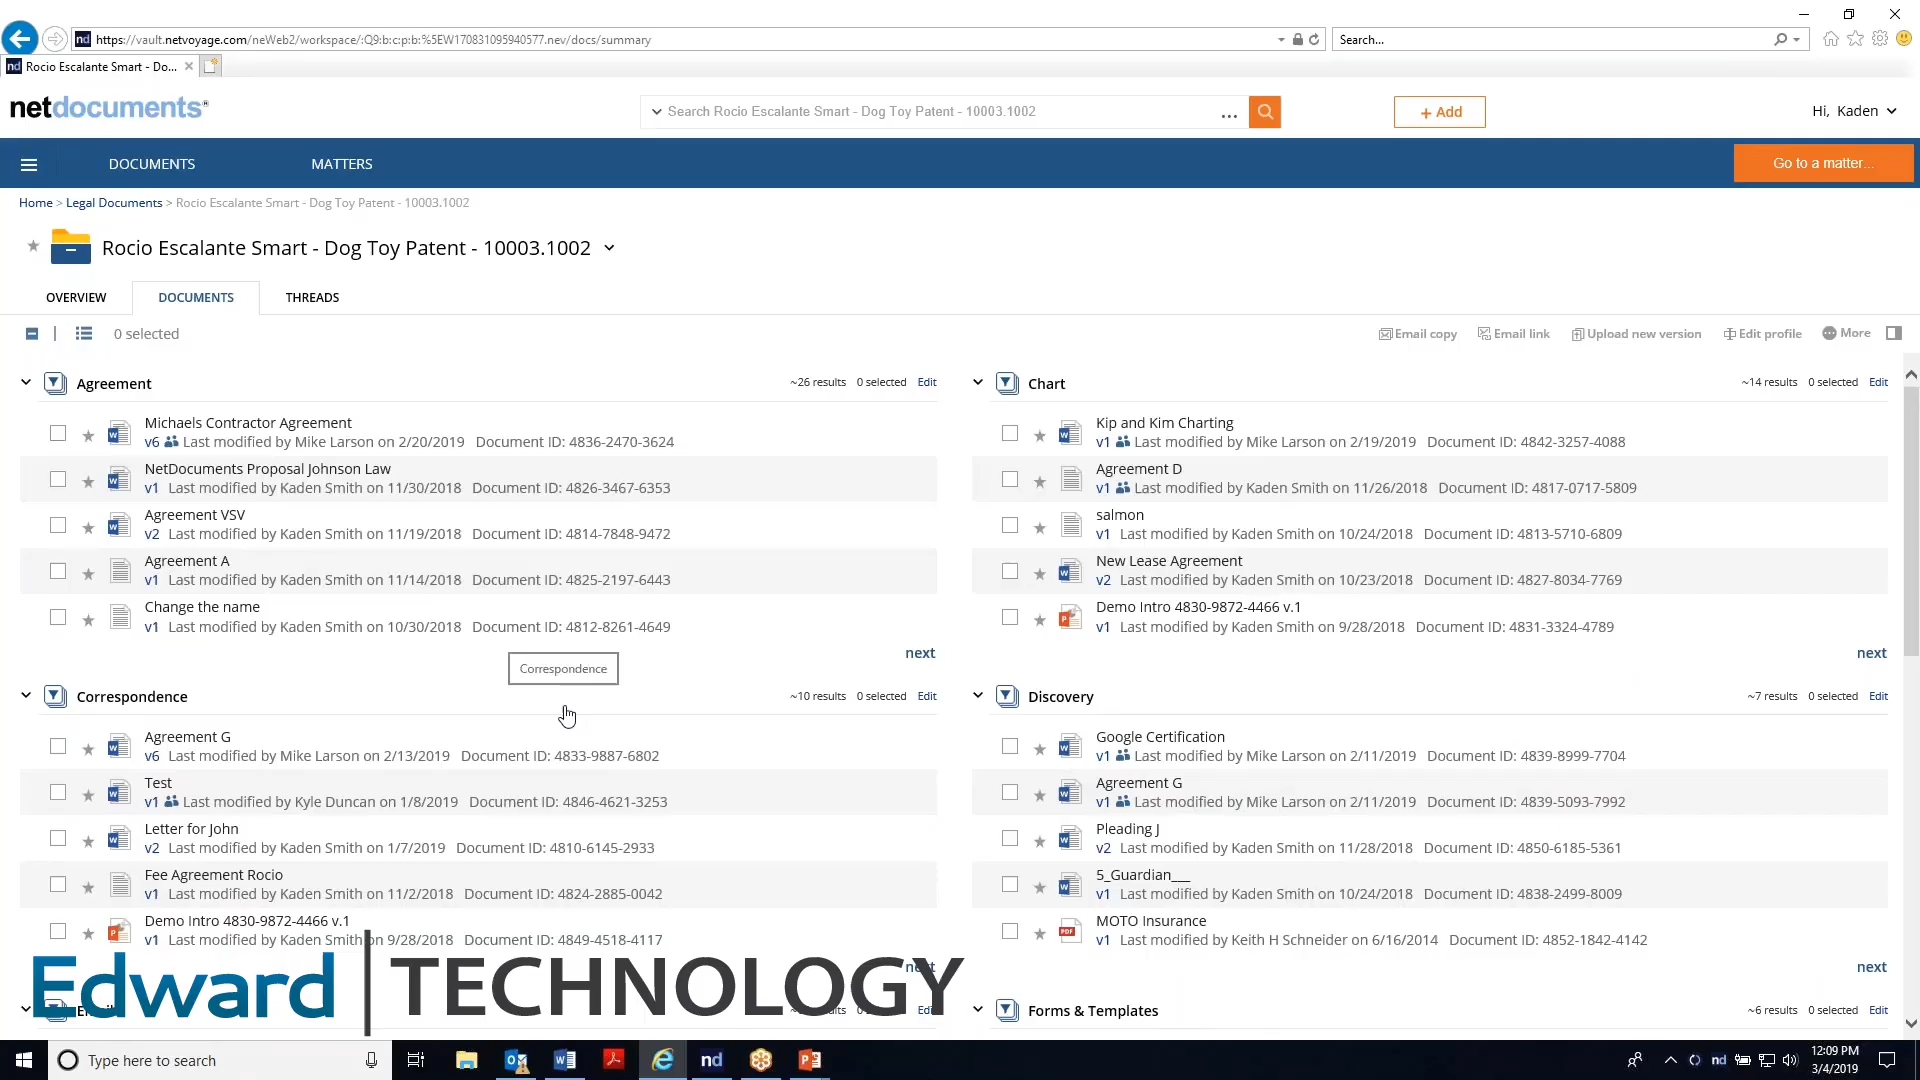 https://vault.netvoyage.com/neWeb2/workspace/:Q9:b:c:p:b:%5EW170831095940577.nev/docs/summary
Search...
nd Rocio Escalante Smart - Do...
netdocuments®
Search Rocio Escalante Smart - Dog Toy Patent - 10003.1002
...
+ Add
Hi, Kaden
DOCUMENTS
MATTERS
Go to a matter...
Home > Legal Documents > Rocio Escalante Smart - Dog Toy Patent - 10003.1002
Rocio Escalante Smart - Dog Toy Patent - 10003.1002
OVERVIEW
DOCUMENTS
THREADS
0 selected
Email copy
Email link
Upload new version
Edit profile
More
Agreement
~26 results 0 selected Edit
Michaels Contractor Agreement
v6 Last modified by Mike Larson on 2/20/2019 Document ID: 4836-2470-3624
NetDocuments Proposal Johnson Law
v1 Last modified by Kaden Smith on 11/30/2018 Document ID: 4826-3467-6353
Agreement VSV
v2 Last modified by Kaden Smith on 11/19/2018 Document ID: 4814-7848-9472
Agreement A
v1 Last modified by Kaden Smith on 11/14/2018 Document ID: 4825-2197-6443
Change the name
v1 Last modified by Kaden Smith on 10/30/2018 Document ID: 4812-8261-4649
next
Chart
~14 results 0 selected Edit
Kip and Kim Charting
v1 Last modified by Mike Larson on 2/19/2019 Document ID: 4842-3257-4088
Agreement D
v1 Last modified by Kaden Smith on 11/26/2018 Document ID: 4817-0717-5809
salmon
v1 Last modified by Kaden Smith on 10/24/2018 Document ID: 4813-5710-6809
New Lease Agreement
v2 Last modified by Kaden Smith on 10/23/2018 Document ID: 4827-8034-7769
Demo Intro 4830-9872-4466 v.1
v1 Last modified by Kaden Smith on 9/28/2018 Document ID: 4831-3324-4789
next
Correspondence
Correspondence
~10 results 0 selected Edit
Agreement G
v6 Last modified by Mike Larson on 2/13/2019 Document ID: 4833-9887-6802
Test
v1 Last modified by Kyle Duncan on 1/8/2019 Document ID: 4846-4621-3253
Letter for John
v2 Last modified by Kaden Smith on 1/7/2019 Document ID: 4810-6145-2933
Fee Agreement Rocio
v1 Last modified by Kaden Smith on 11/2/2018 Document ID: 4824-2885-0042
Demo Intro 4830-9872-4466 v.1
v1 Last modified by Kaden Smith on 9/28/2018 Document ID: 4849-4518-4117
next
Discovery
~7 results 0 selected Edit
Google Certification
v1 Last modified by Mike Larson on 2/11/2019 Document ID: 4839-8999-7704
Agreement G
v1 Last modified by Mike Larson on 2/11/2019 Document ID: 4839-5093-7992
Pleading J
v2 Last modified by Kaden Smith on 11/28/2018 Document ID: 4850-6185-5361
5_Guardian___
v1 Last modified by Kaden Smith on 10/24/2018 Document ID: 4838-2499-8009
MOTO Insurance
v1 Last modified by Keith H Schneider on 6/16/2014 Document ID: 4852-1842-4142
next
Edward TECHNOLOGY
Forms & Templates
~6 results 0 selected Edit
Type here to search
nd
nd
12:09 PM
3/4/2019